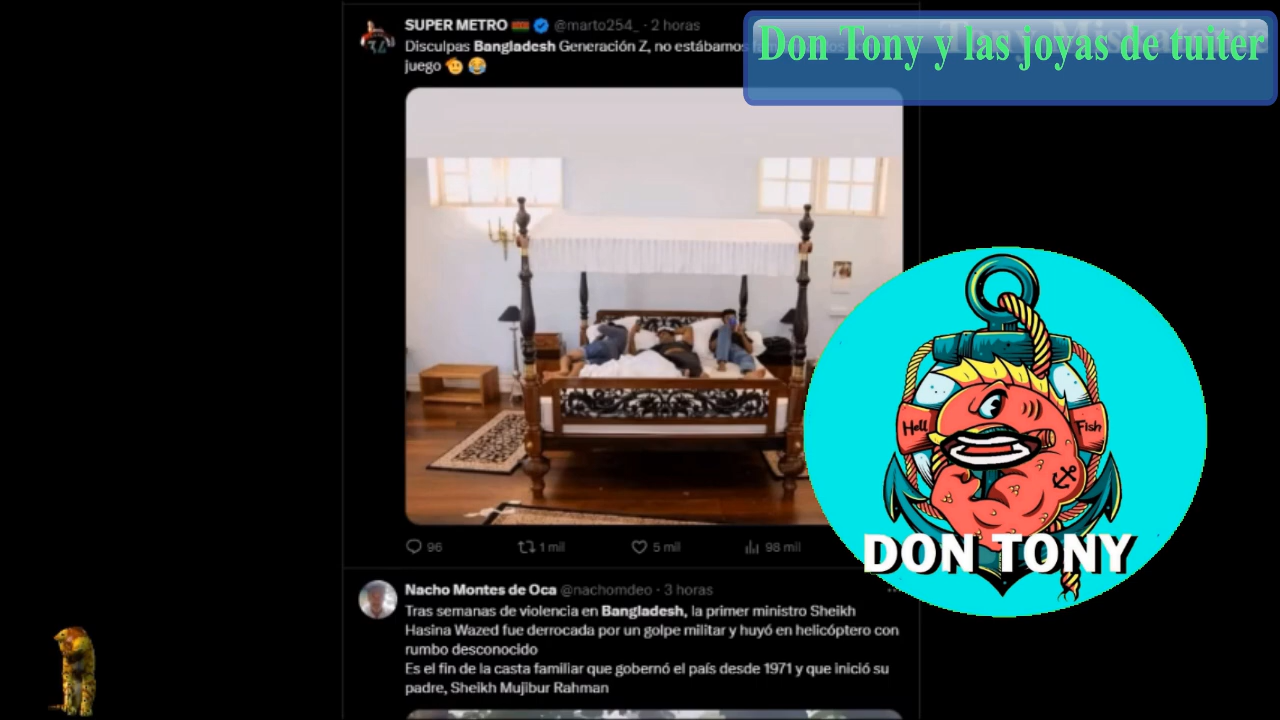 SUPER METRO @marto254_ · 2 horas
Disculpas Bangladesh Generación Z, no estábamos
juego
Don Tony y las joyas de tuiter
96 1 mil 5 mil 98 mil
Hell Fish
DON TONY
Nacho Montes de Oca @nachomdeo · 3 horas
Tras semanas de violencia en Bangladesh, la primer ministro Sheikh
Hasina Wazed fue derrocada por un golpe militar y huyó en helicóptero con
rumbo desconocido
Es el fin de la casta familiar que gobernó el país desde 1971 y que inició su
padre, Sheikh Mujibur Rahman